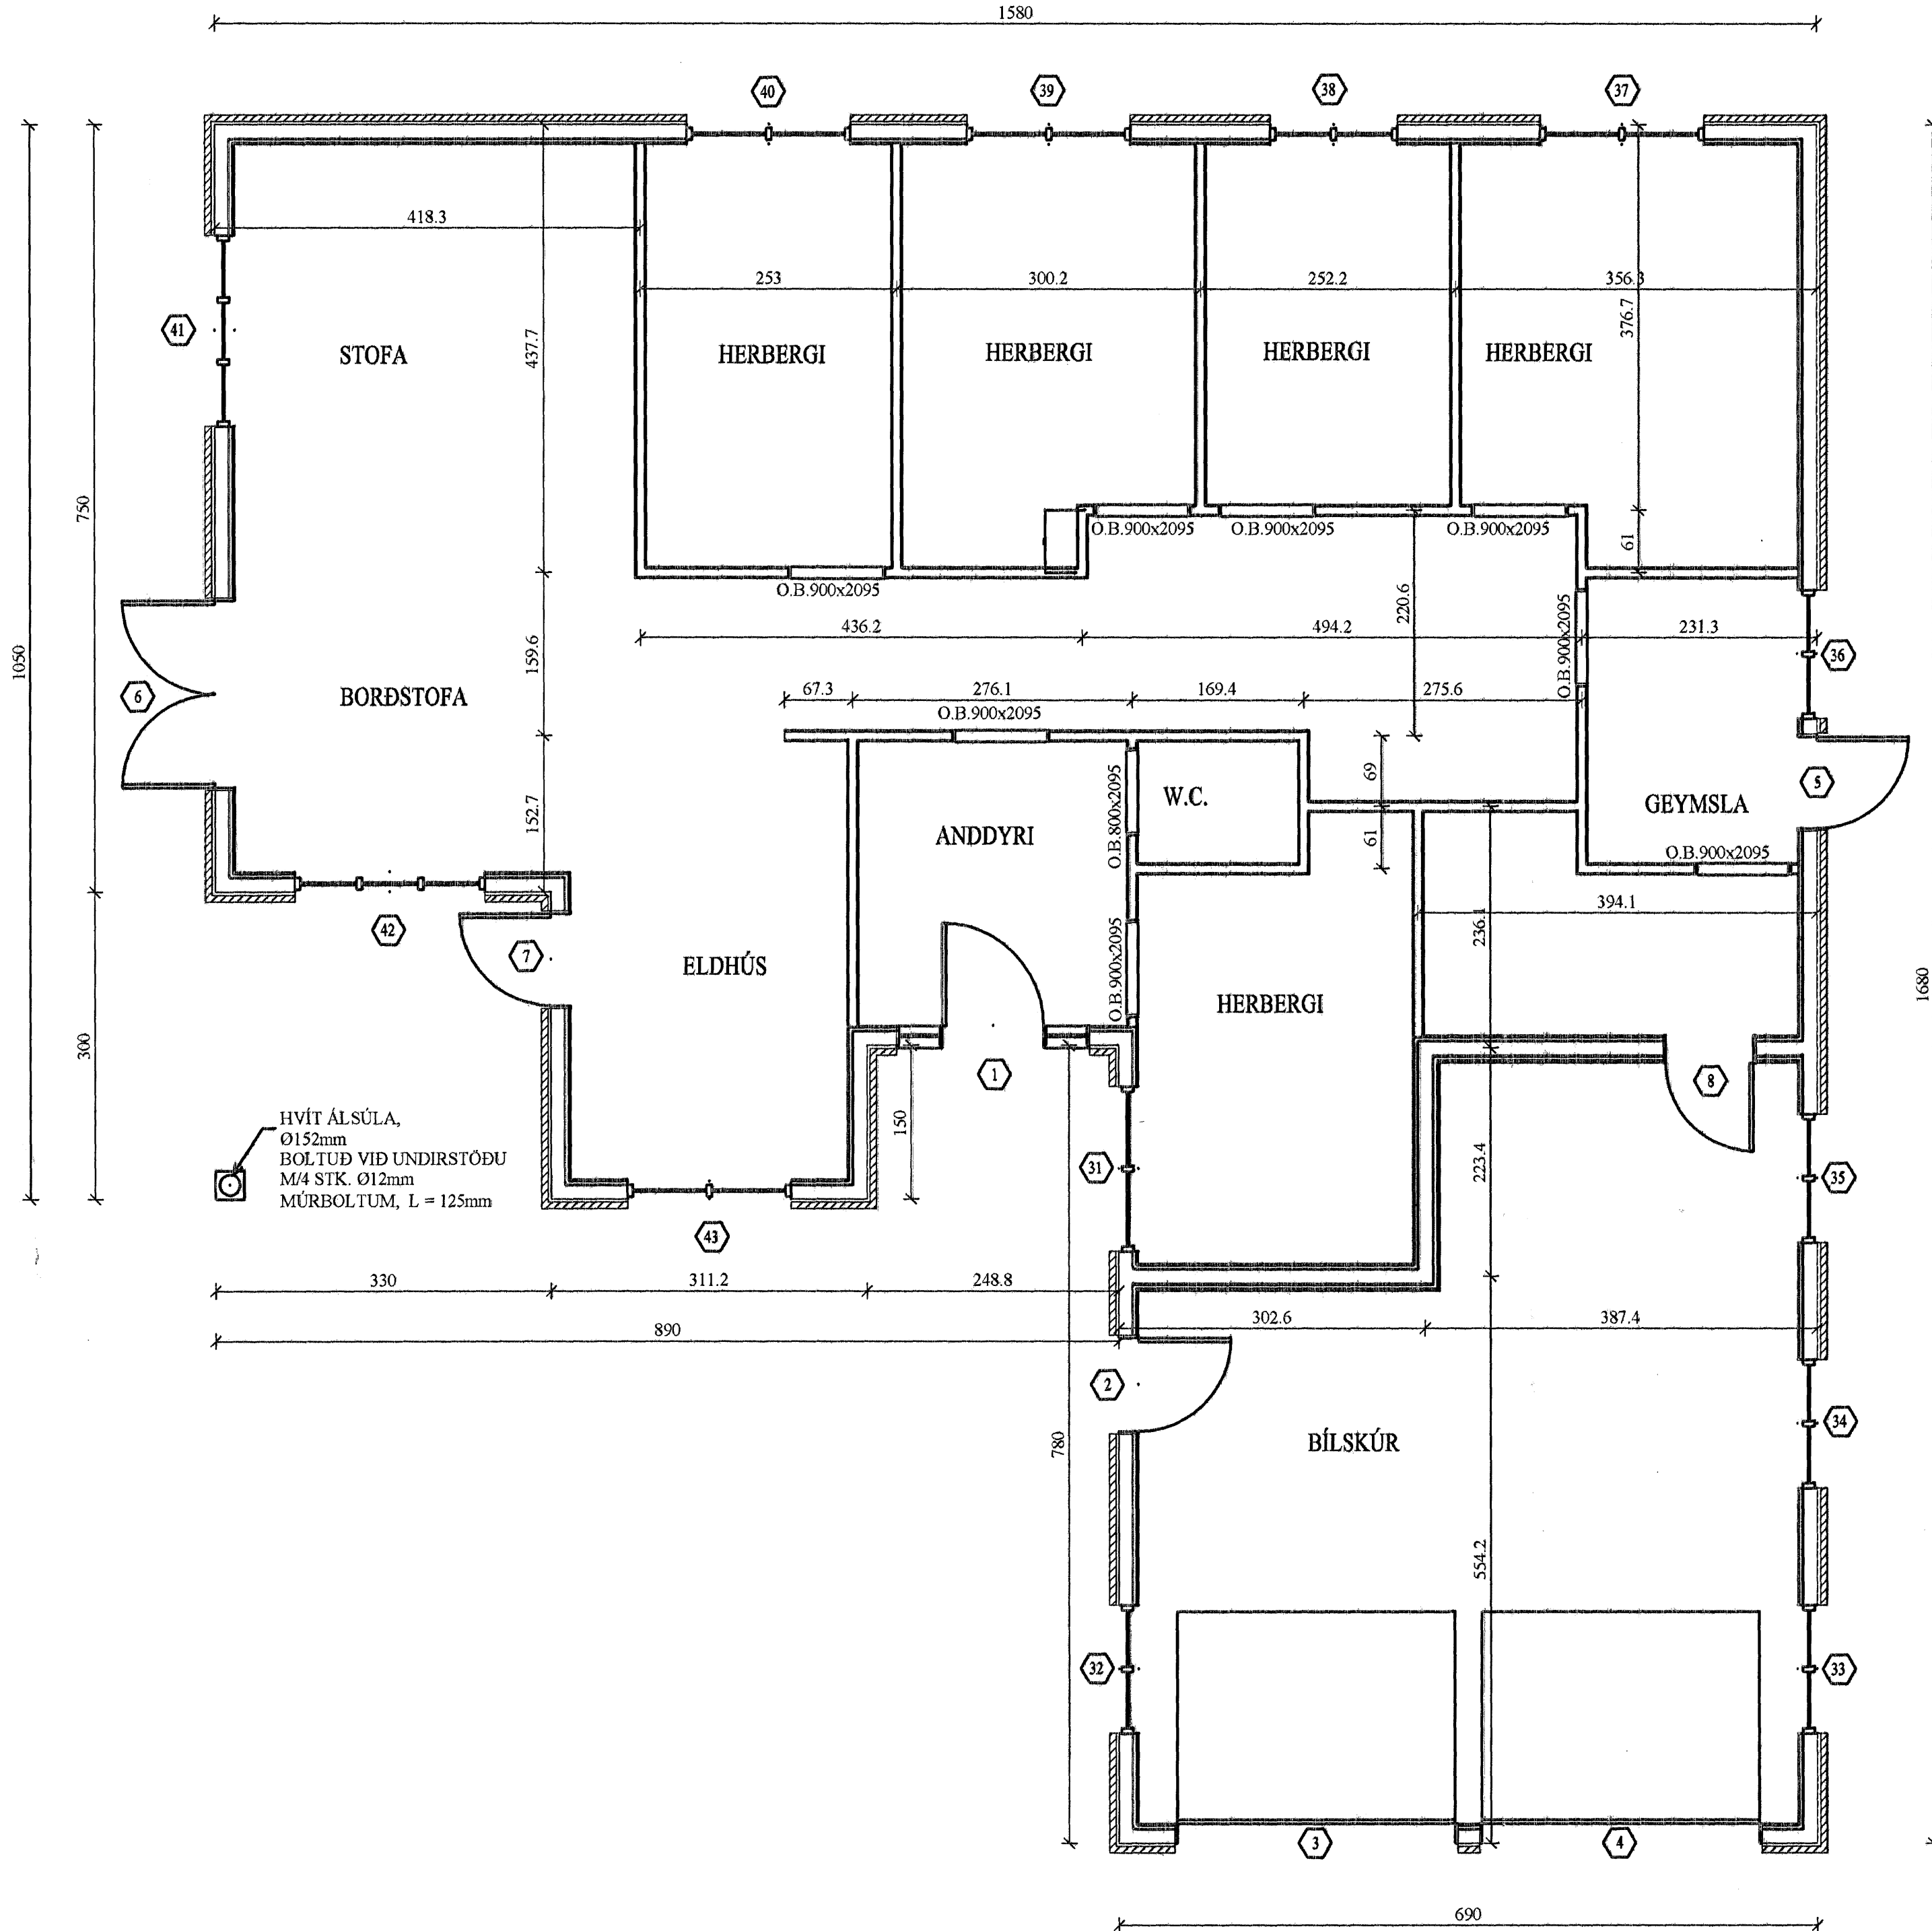 1580
40
39
38
37
418.3
253
300.2
252.2
356.3
376.7
437.7
41
STOFA
HERBERGI
HERBERGI
HERBERGI
HERBERGI
750
1050
O.B.900x2095
O.B.900x2095
O.B.900x2095
61
O.B.900x2095
220.6
436.2
494.2
231.3
O.B.900x2095
36
159.6
6
BORÐSTOFA
67.3
276.1
169.4
275.6
O.B.900x2095
69
5
W.C.
GEYMSLA
152.7
ANDDYRI
O.B.800x2095
61
O.B.900x2095
394.1
42
236.1
7
ELDHÚS
O.B.900x2095
HERBERGI
1680
300
1
8
HVÍT ÁLSÚLA,
Ø152mm
BOLTUÐ VIÐ UNDIRSTÖÐU
M/4 STK. Ø12mm
MÚRBOLTUM, L = 125mm
150
31
223.4
35
43
330
311.2
248.8
302.6
387.4
890
2
34
780
BÍLSKÚR
554.2
32
33
3
4
690